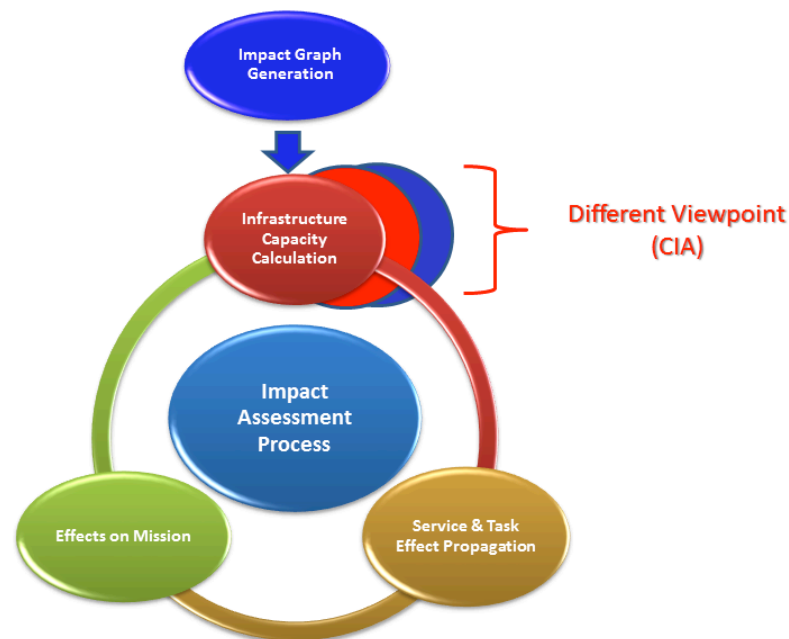 Impact Graph
Generation
Infrastructure
Capacity
Calculation
Different Viewpoint
(CIA)
Impact
Assessment
Process
Effects on Mission
Service & Task
Effect Propagation